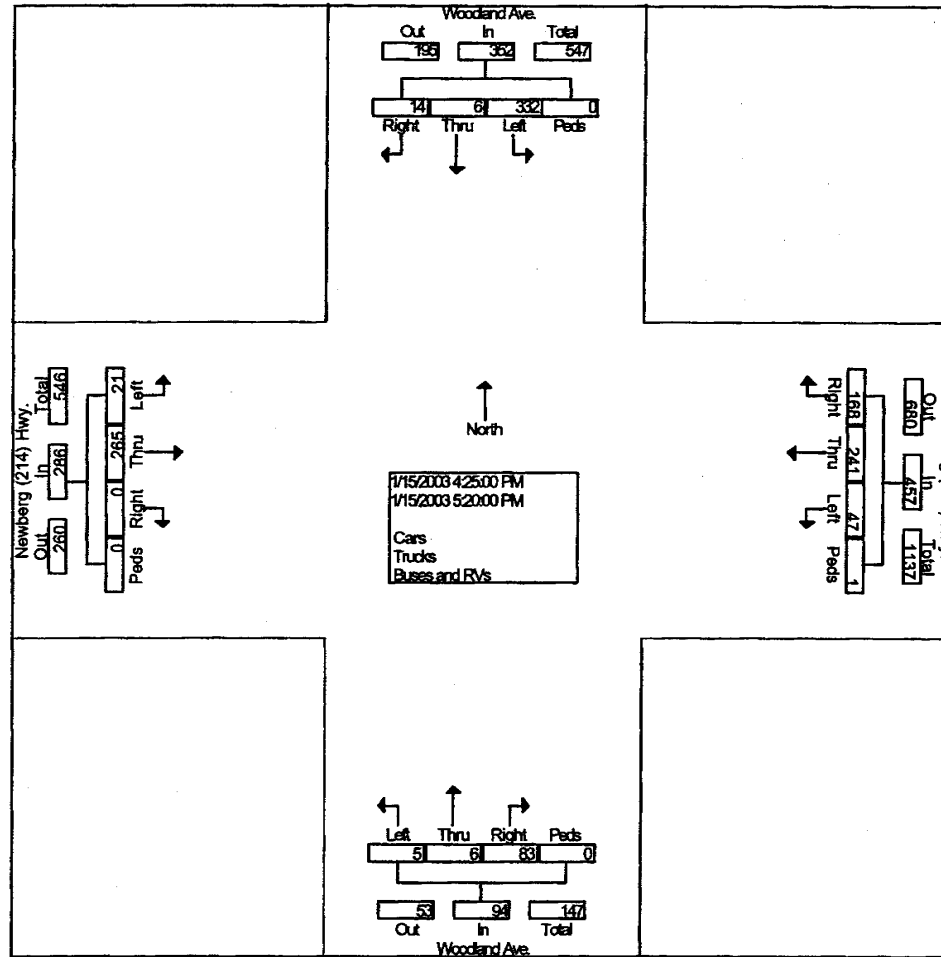 Woodland Ave.
Out In Total
195 352 547
14 6 332 0
Right Thru Left Peds
Newberg (214) Hwy.
Total In Out
546 286 260
21 265 0 0
Left Thru Right Peds
North
1/15/2003 4:25:00 PM
1/15/2003 5:20:00 PM
Cars
Trucks
Buses and RVs
Right Thru Left Peds
168 241 47 1
Out Total
680 457 1137
Left Thru Right Peds
5 6 83 0
53 94 147
Out In Total
Woodland Ave.